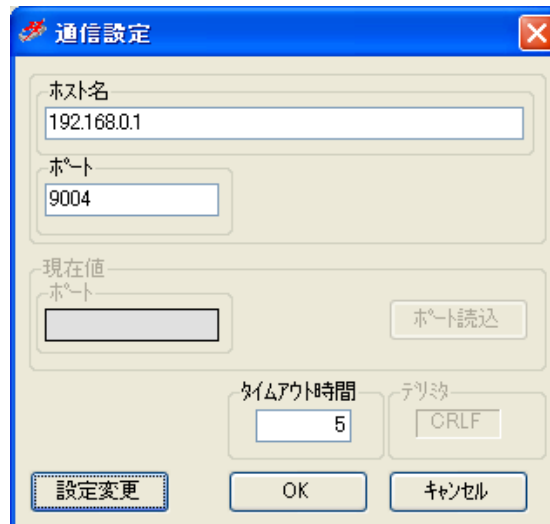 通信設定
ホスト名
192.168.0.1
ポート
9004
現在値
ポート
ポート読込
タイムアウト時間
5
デリミタ
CRLF
設定変更
OK
キャンセル